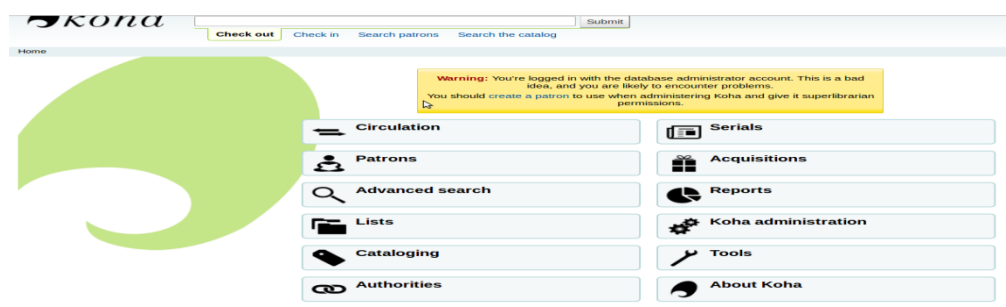 koha
Submit
Check out Check in Search patrons Search the catalog
Home
Warning: You're logged in with the database administrator account. This is a bad
idea, and you are likely to encounter problems.
You should create a patron to use when administering Koha and give it superlibrarian
permissions.
Circulation
Serials
Patrons
Acquisitions
Advanced search
Reports
Lists
Koha administration
Cataloging
Tools
Authorities
About Koha